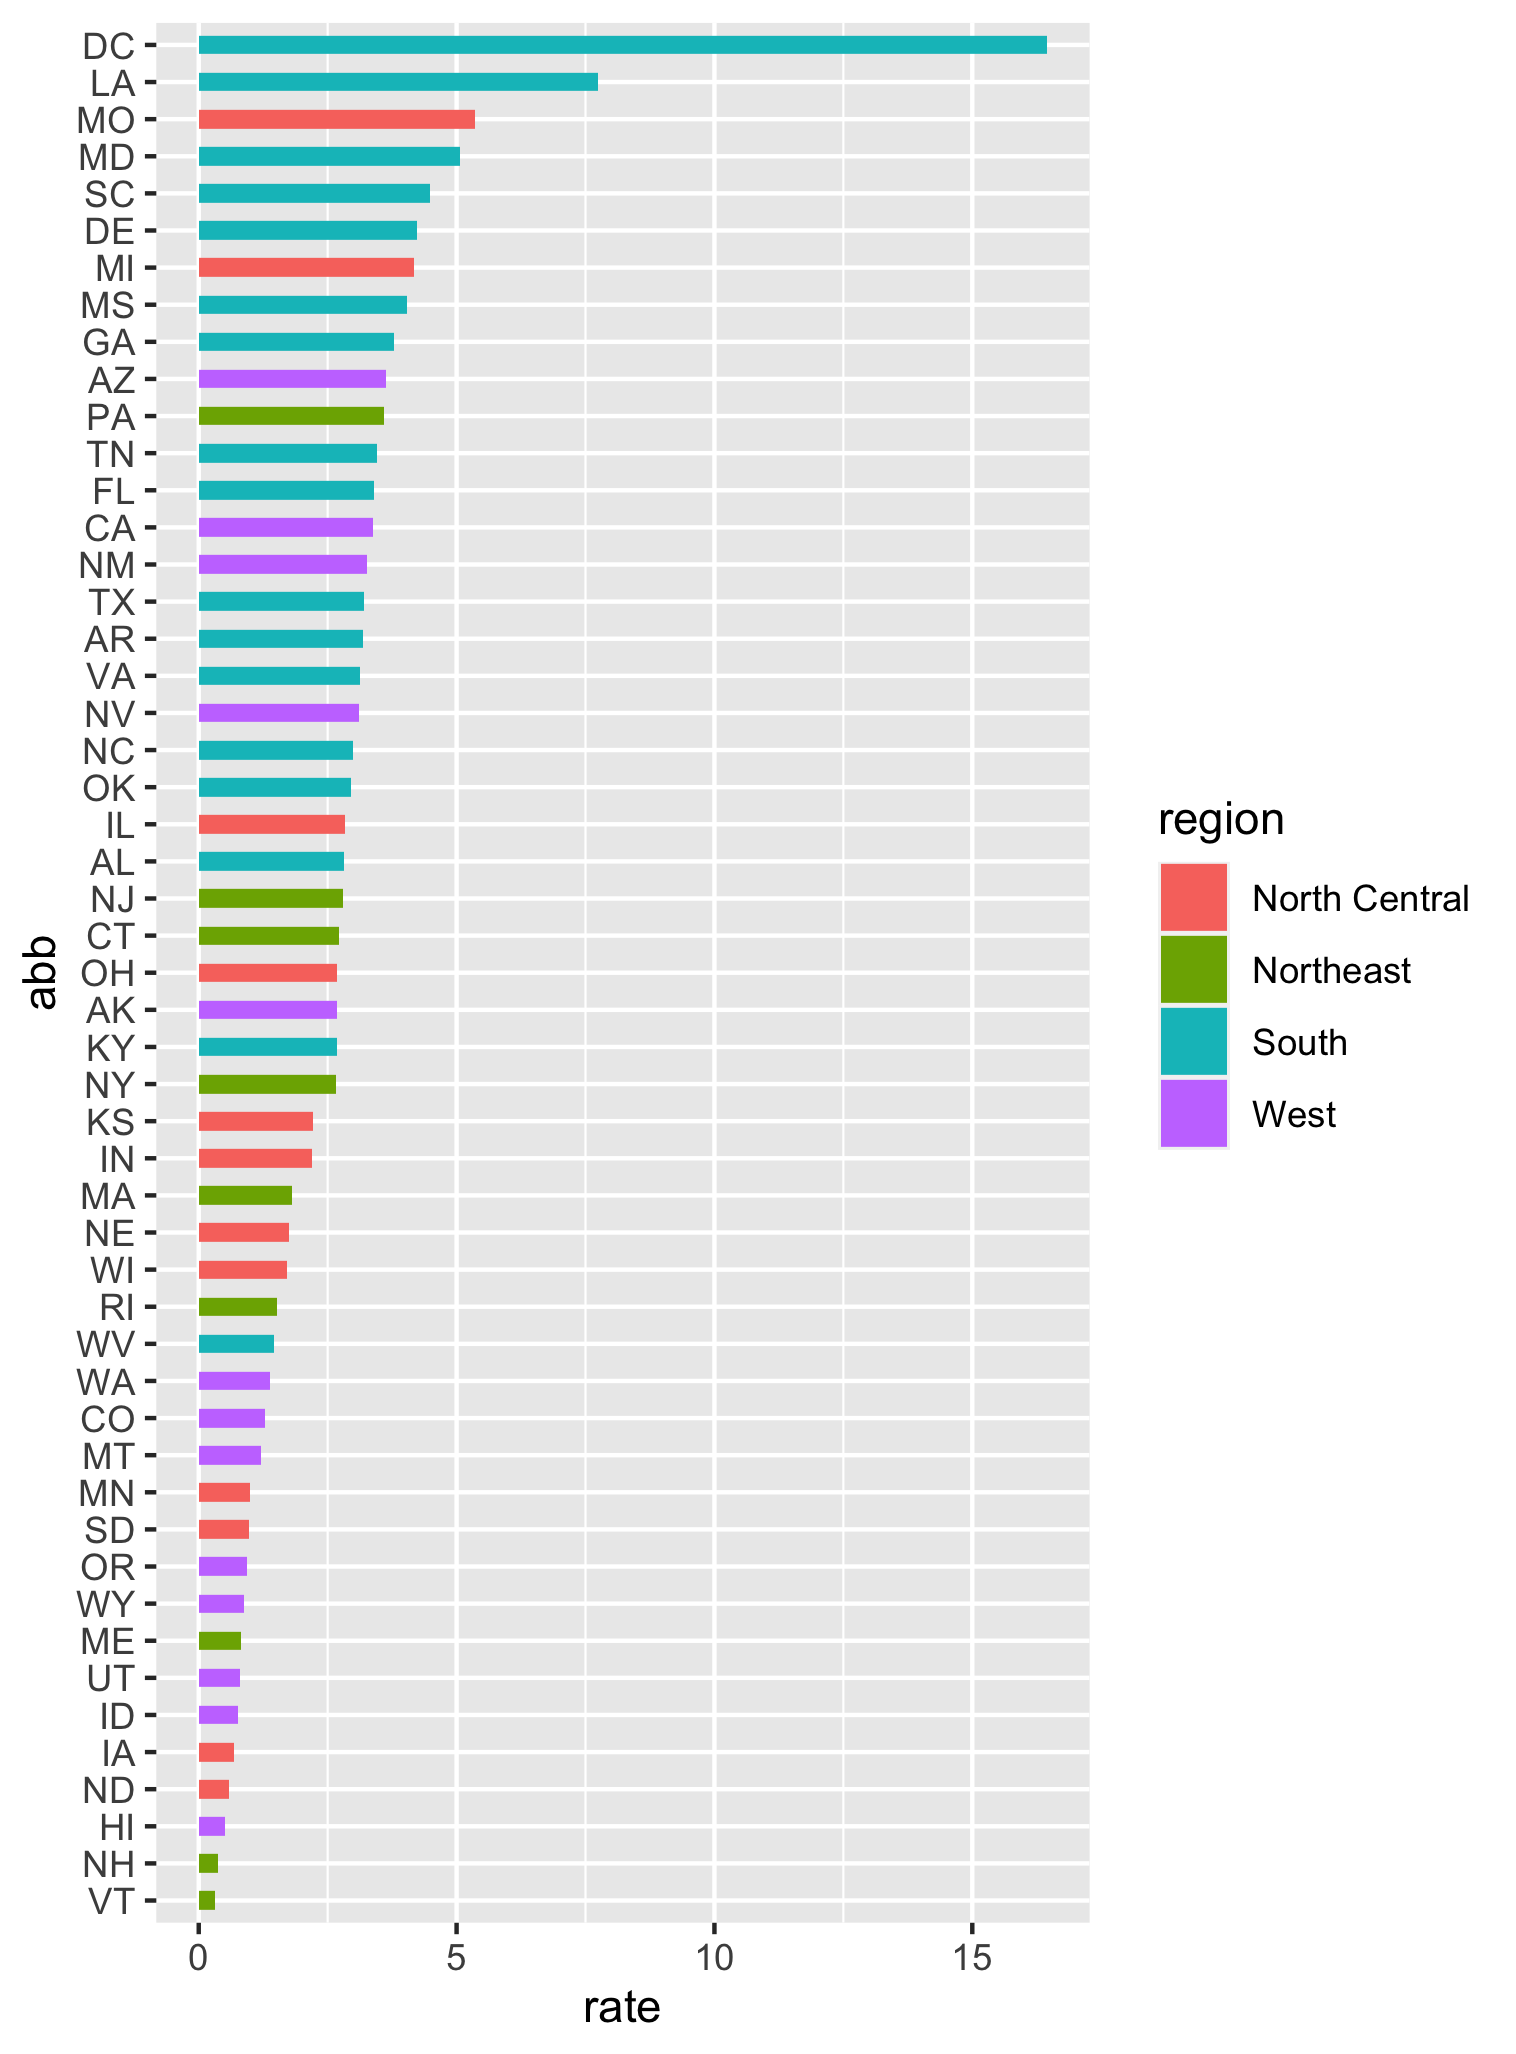 DC
LA
MO
MD
SC
DE
MI
MS
GA
AZ
PA
TN
FL
CA
NM
TX
AR
VA
NV
NC
OK
IL
AL
NJ
CT
OH
AK
KY
NY
KS
IN
MA
NE
WI
RI
WV
WA
CO
MT
MN
SD
OR
WY
ME
UT
ID
IA
ND
HI
NH
VT
abb
0 5 10 15
rate
region
North Central
Northeast
South
West